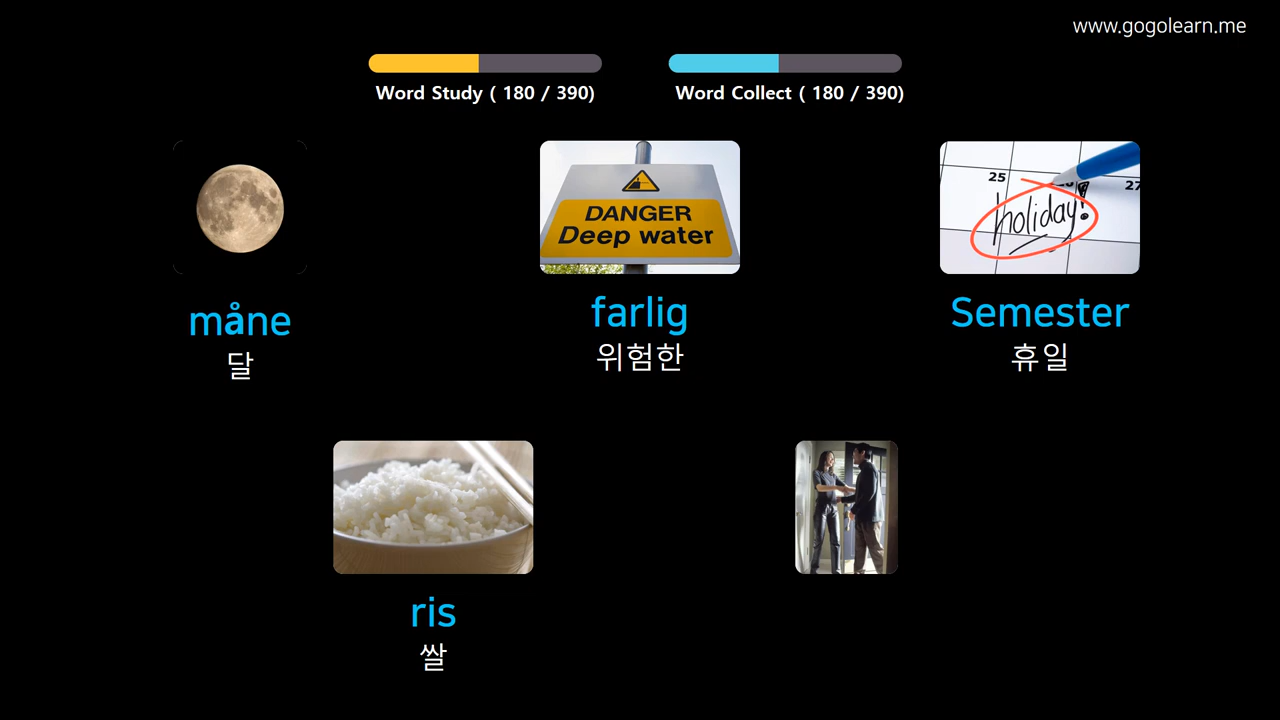 www.gogolearn.me
Word Study ( 180 / 390)
Word Collect ( 180 / 390)
DANGER
Deep water
25
27
holiday!
måne
farlig
Semester
달
위험한
휴일
ris
쌀